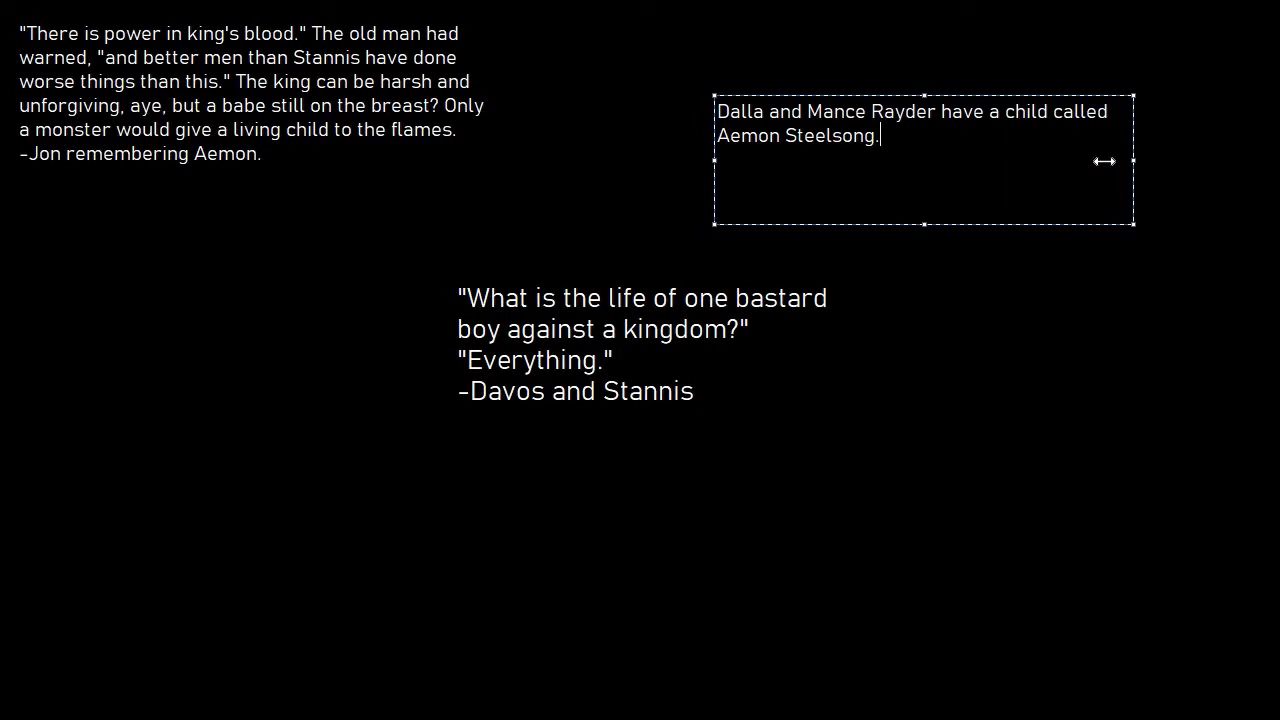 "There is power in king's blood." The old man had
warned, "and better men than Stannis have done
worse things than this." The king can be harsh and
unforgiving, aye, but a babe still on the breast? Only
a monster would give a living child to the flames.
-Jon remembering Aemon.
Dalla and Mance Rayder have a child called
Aemon Steelsong.
"What is the life of one bastard
boy against a kingdom?"
"Everything."
-Davos and Stannis